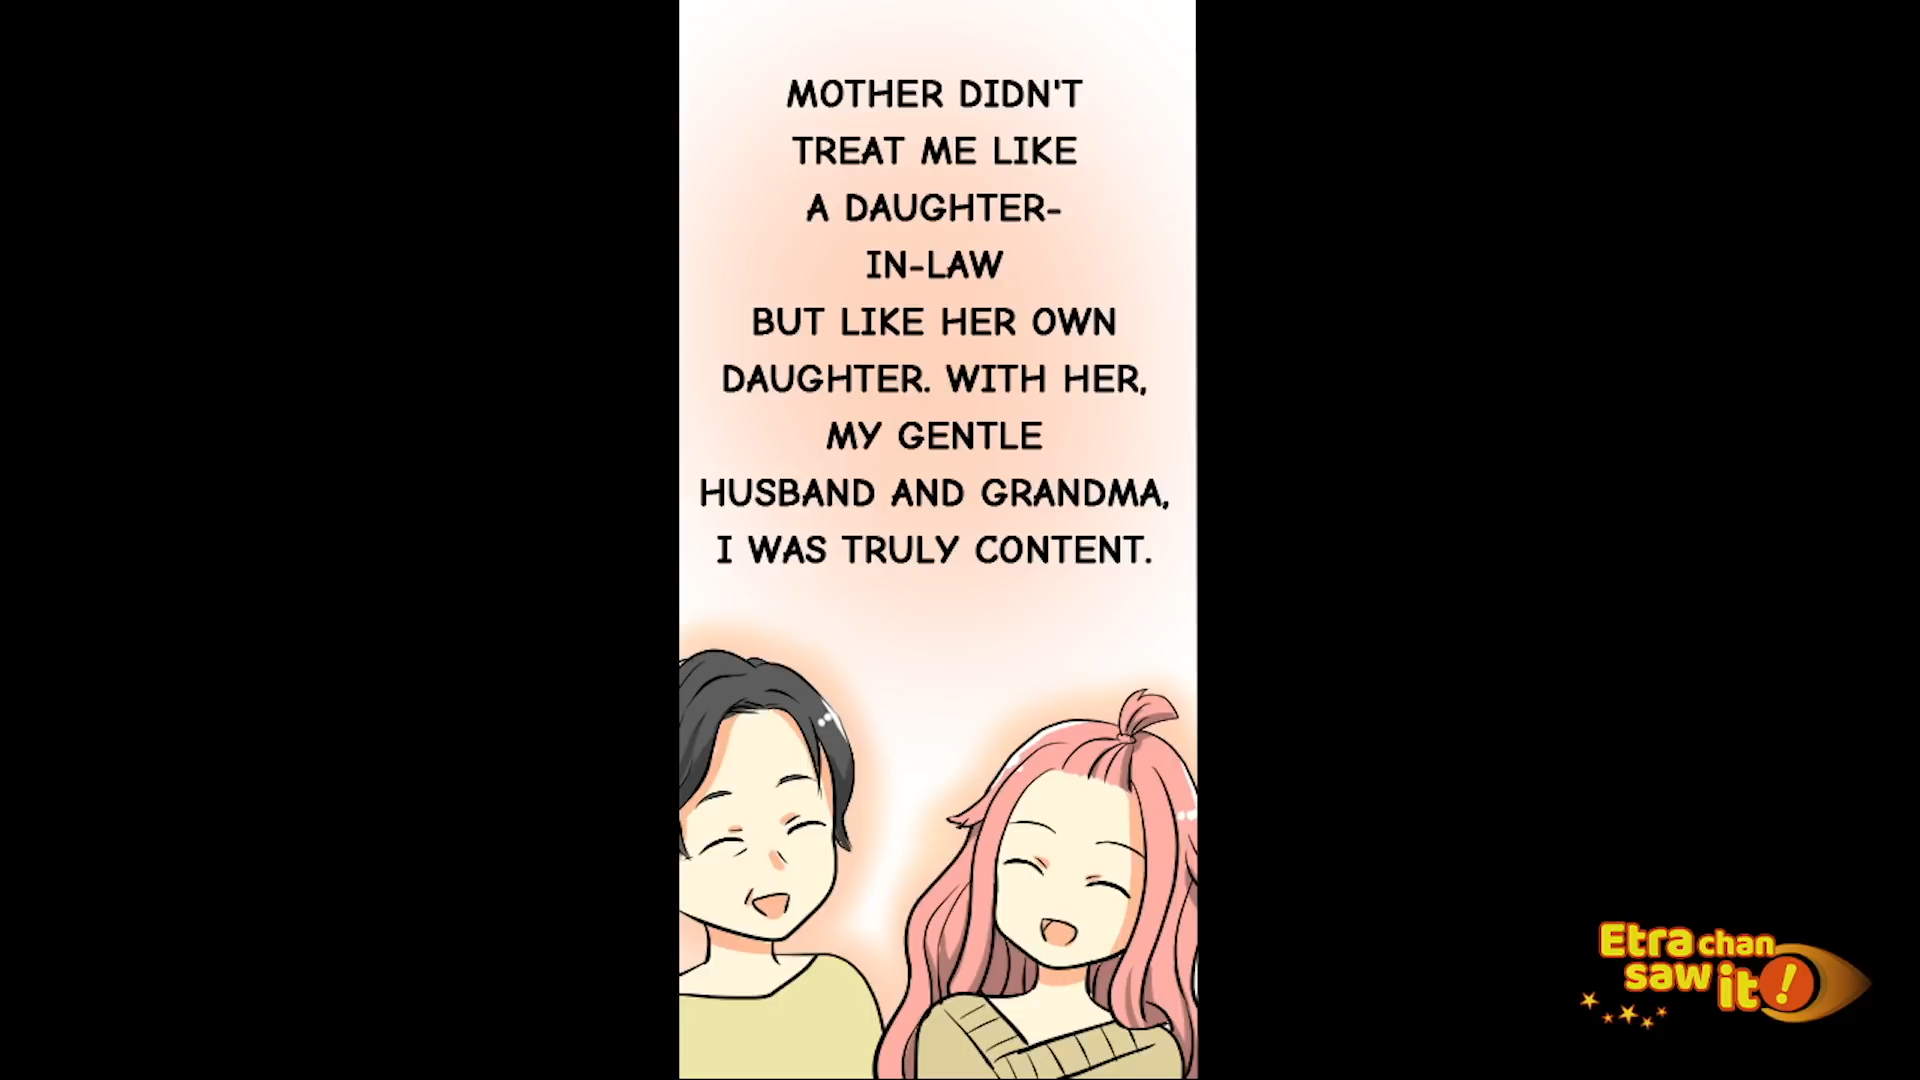 MOTHER DIDN'T
TREAT ME LIKE
A DAUGHTER-
IN-LAW
BUT LIKE HER OWN
DAUGHTER. WITH HER,
MY GENTLE
HUSBAND AND GRANDMA,
I WAS TRULY CONTENT.
Etra chan
saw it!